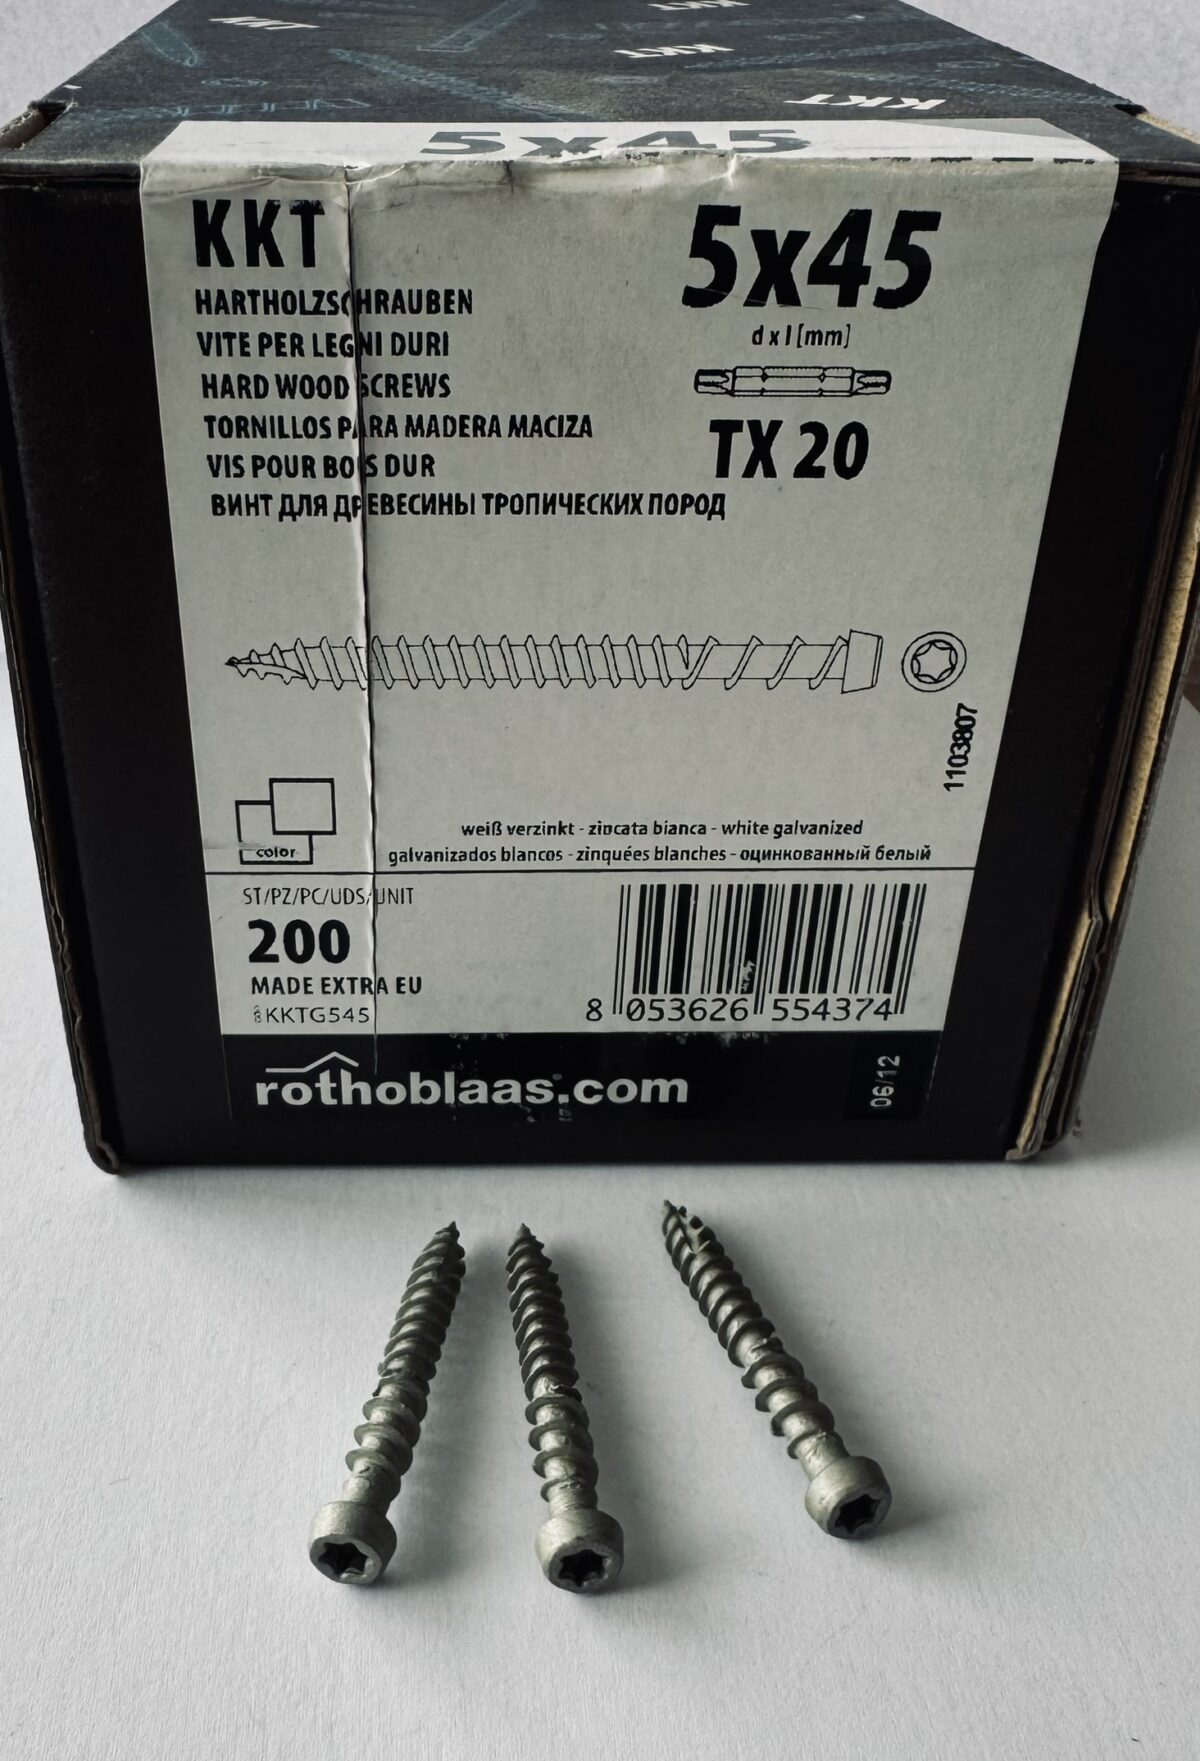 KKT
KKT
KKT
5x45
KKT
5x45
d x l [mm]
HARTHOLZSCHRAUBEN
VITE PER LEGNI DURI
HARD WOOD SCREWS
TORNILLOS PARA MADERA MACIZA
VIS POUR BOIS DUR
ВИНТ ДЛЯ ДРЕВЕСИНЫ ТРОПИЧЕСКИХ ПОРОД
TX 20
1103807
color
weiß verzinkt - zincata bianca - white galvanized
galvanizados blancos - zinquées blanches - оцинкованный белый
ST/PZ/PC/UDS/UNIT
200
MADE EXTRA EU
KKTG545
8 053626 554374
rothoblaas.com
06/12